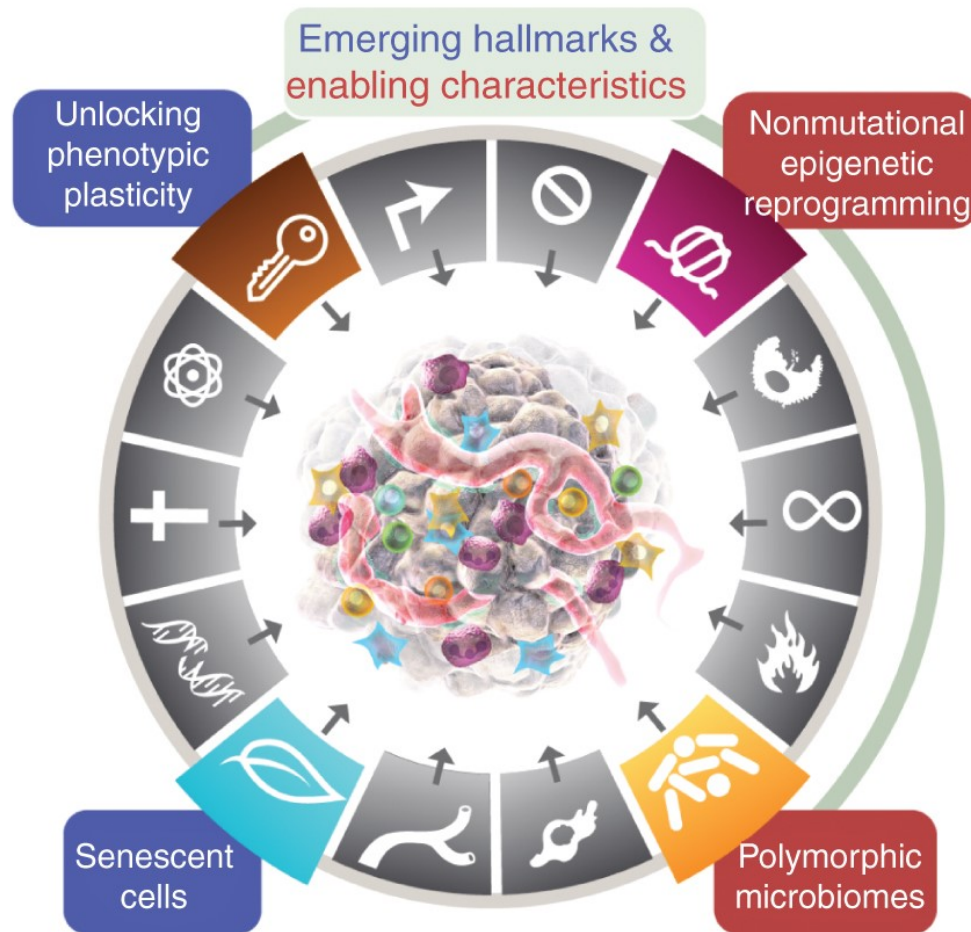 Emerging hallmarks &
enabling characteristics
Unlocking
phenotypic
plasticity
Nonmutational
epigenetic
reprogramming
Senescent
cells
Polymorphic
microbiomes